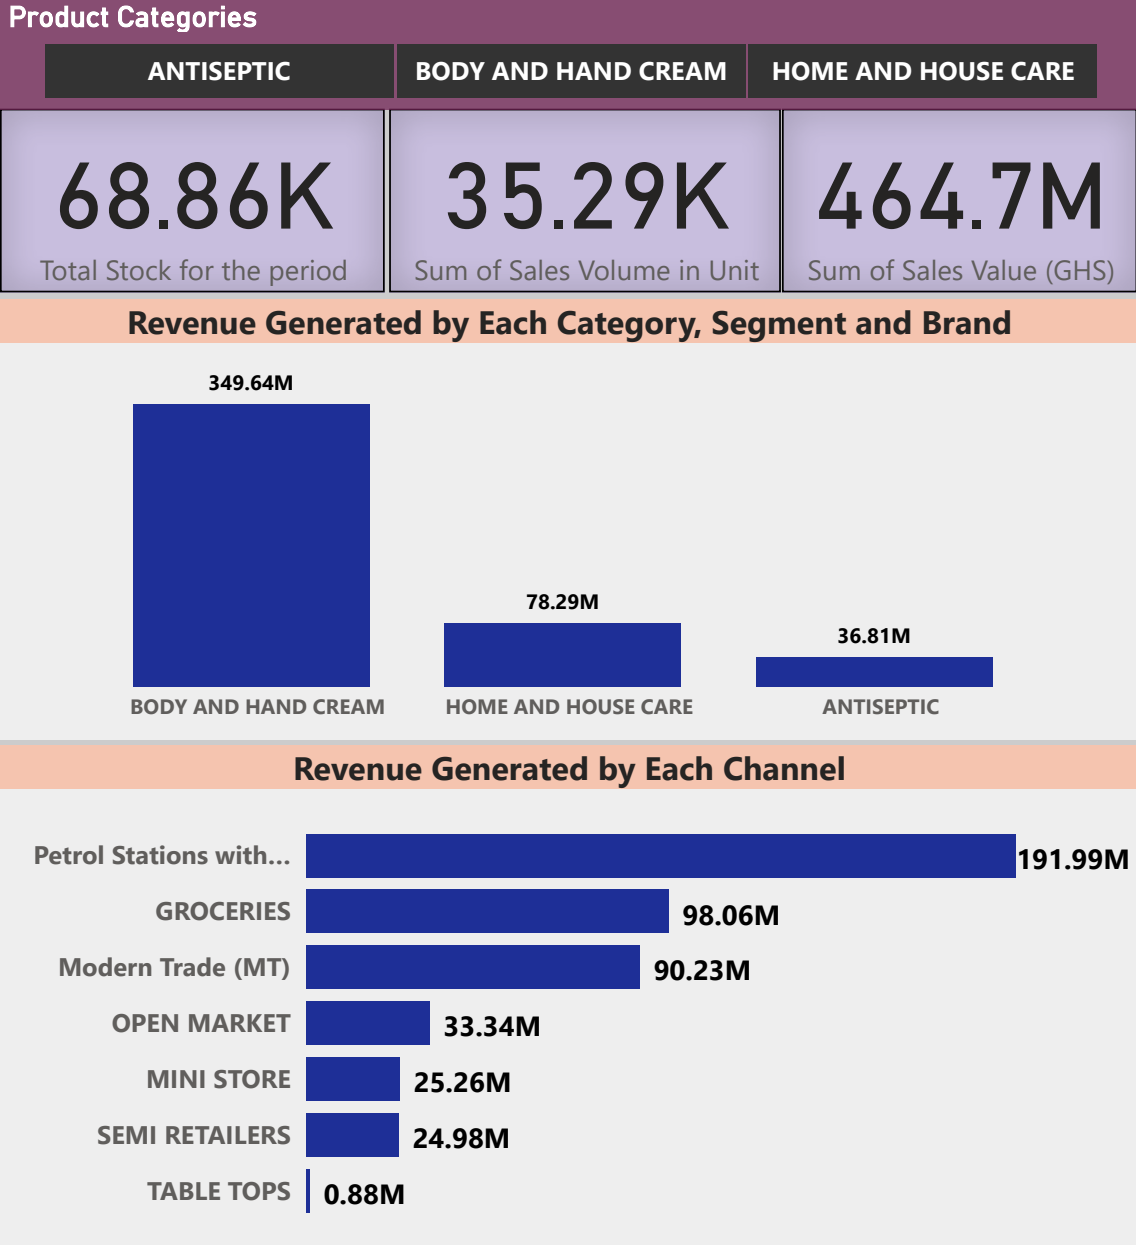 Product Categories
ANTISEPTIC
BODY AND HAND CREAM
HOME AND HOUSE CARE
68.86K
Total Stock for the period
35.29K
Sum of Sales Volume in Unit
464.7M
Sum of Sales Value (GHS)
Revenue Generated by Each Category, Segment and Brand
349.64M
78.29M
36.81M
BODY AND HAND CREAM
HOME AND HOUSE CARE
ANTISEPTIC
Revenue Generated by Each Channel
Petrol Stations with... 191.99M
GROCERIES 98.06M
Modern Trade (MT) 90.23M
OPEN MARKET 33.34M
MINI STORE 25.26M
SEMI RETAILERS 24.98M
TABLE TOPS 0.88M